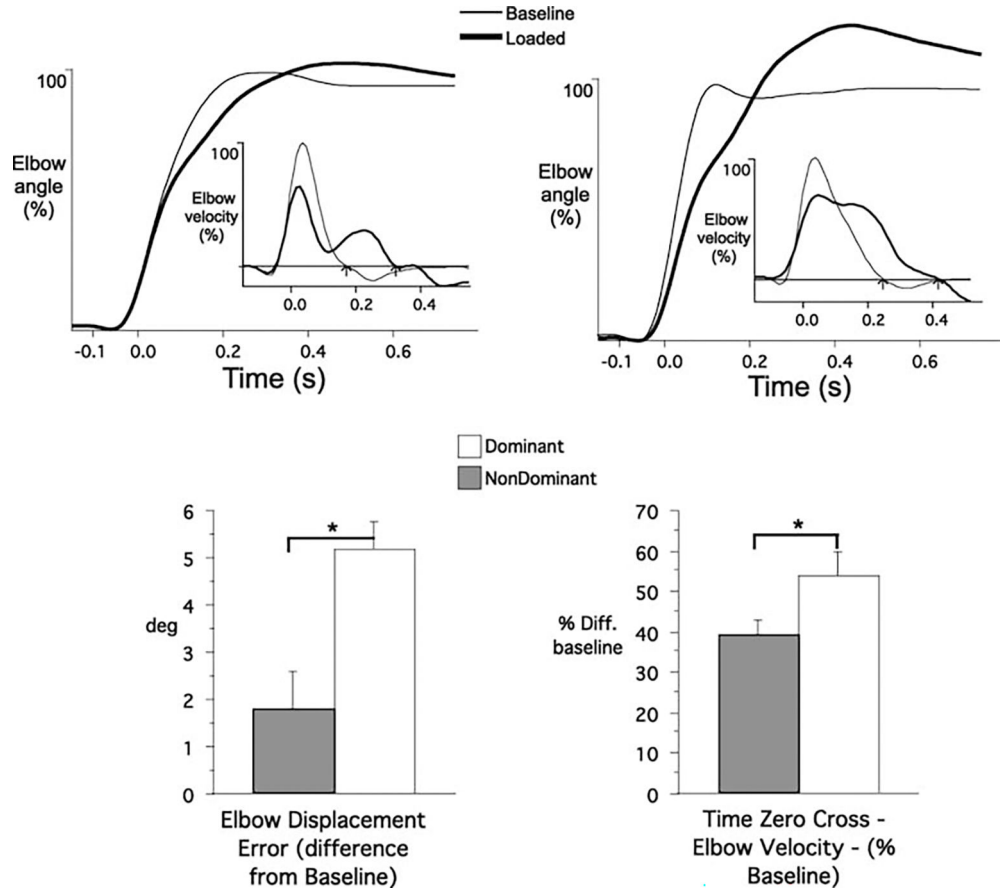 Baseline
Loaded
100
Elbow
angle
(%)
100
Elbow
velocity
(%)
0.0
0.2
0.4
-0.1
0.0
0.2
0.4
0.6
Time (s)
100
Elbow
angle
(%)
100
Elbow
velocity
(%)
0.0
0.2
0.4
-0.1
0.0
0.2
0.4
0.6
Time (s)
Dominant
NonDominant
6
5
4
3
2
1
0
deg
*
Elbow Displacement
Error (difference
from Baseline)
70
60
50
40
30
20
10
0
% Diff.
baseline
*
Time Zero Cross -
Elbow Velocity - (%
Baseline)